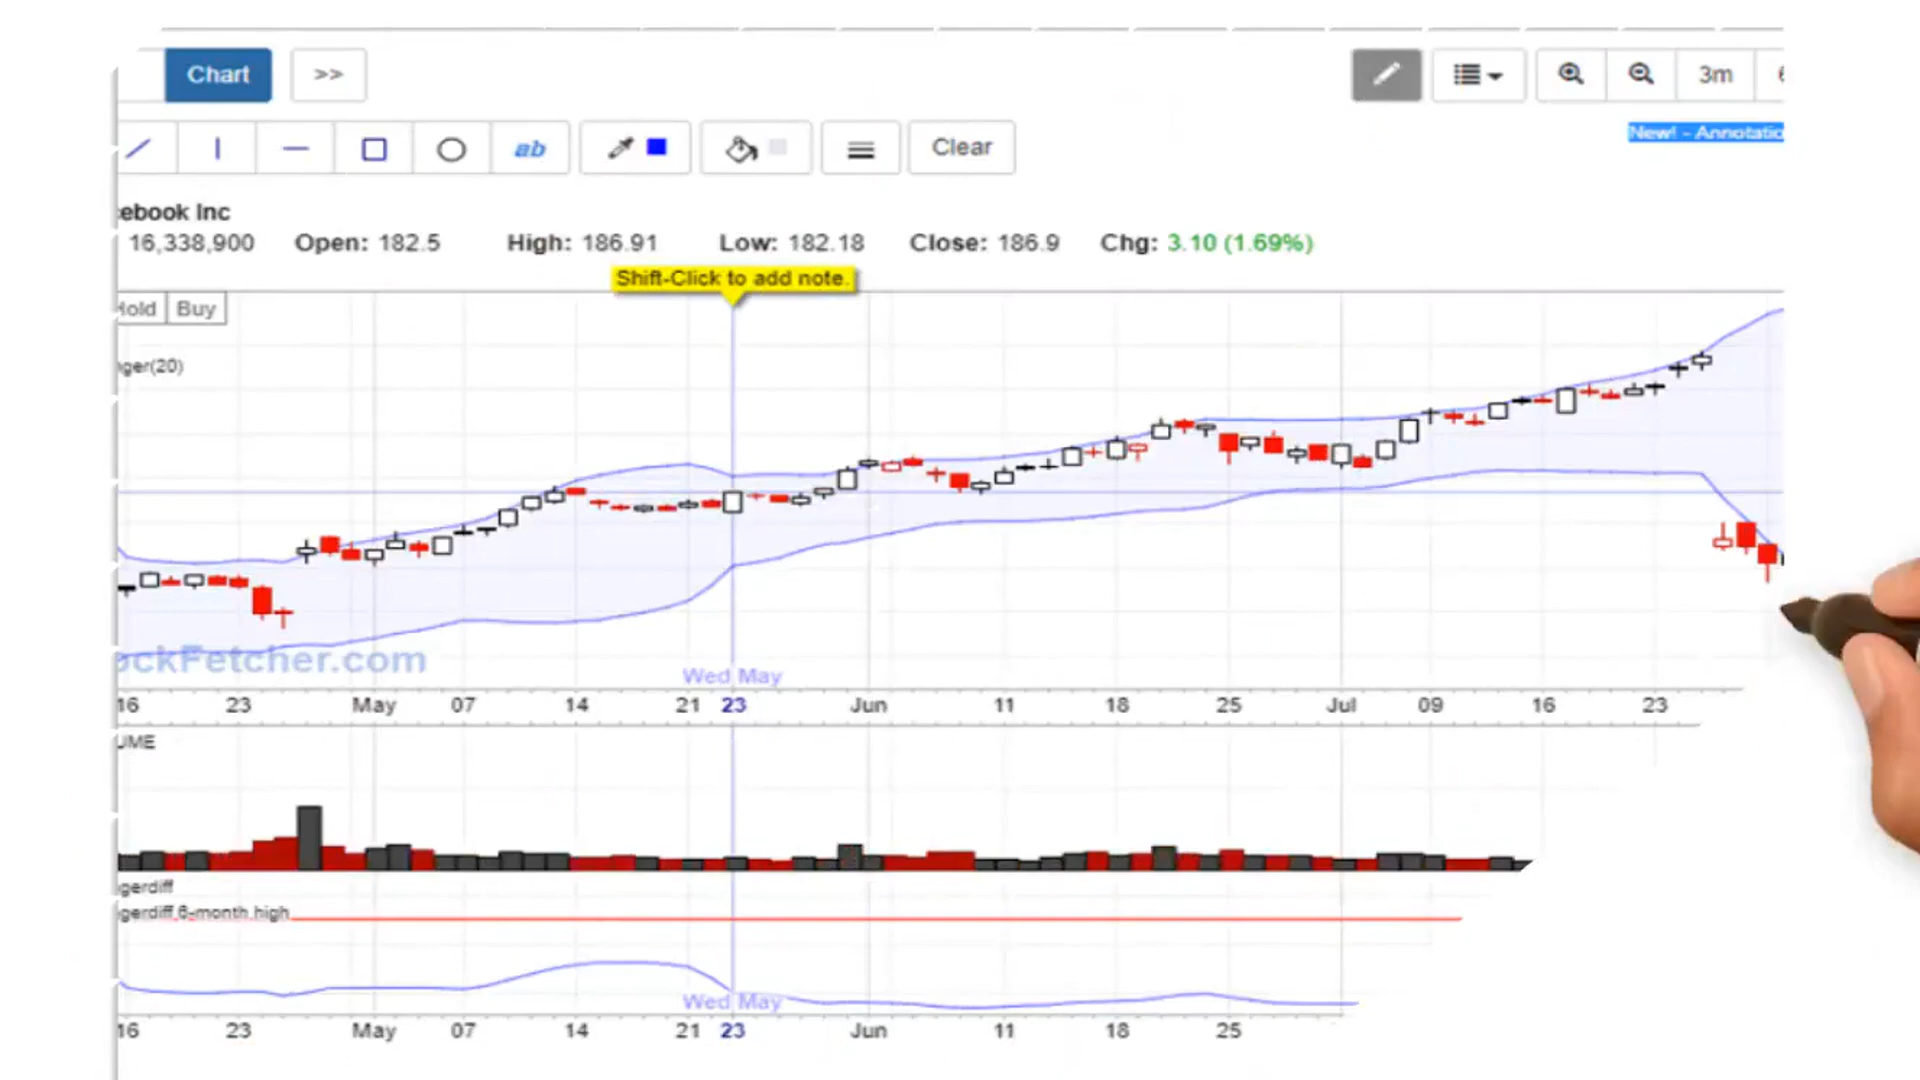 Chart >> 3m
New! - Annotatio
ab Clear
cebook Inc
16,338,900 Open: 182.5 High: 186.91 Low: 182.18 Close: 186.9 Chg: 3.10 (1.69%)
Shift-Click to add note.
Hold Buy
nger(20)
ockFetcher.com
Wed May
16 23 May 07 14 21 23 Jun 11 18 25 Jul 09 16 23
UME
gerdiff
gerdiff,6-month,high
Wed May
16 23 May 07 14 21 23 Jun 11 18 25